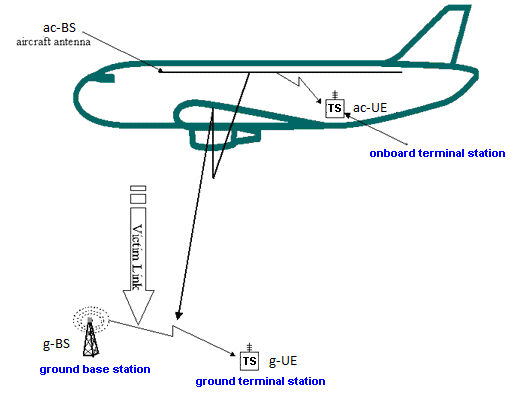 ac-BS
aircraft antenna
TS
ac-UE
onboard terminal station
Victim Link
g-BS
ground base station
TS
g-UE
ground terminal station